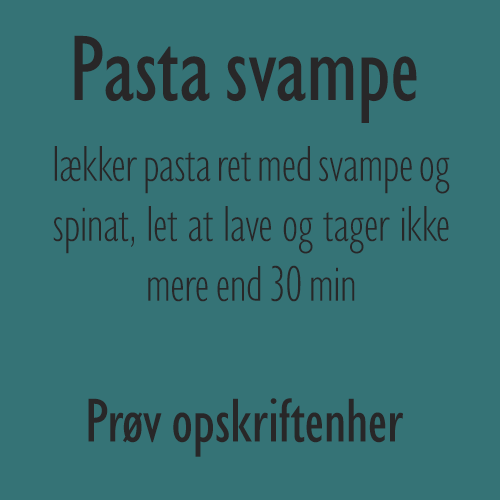 Pasta svampe
lækker pasta ret med svampe og
spinat, let at lave og tager ikke
mere end 30 min
Prøv opskriftenher